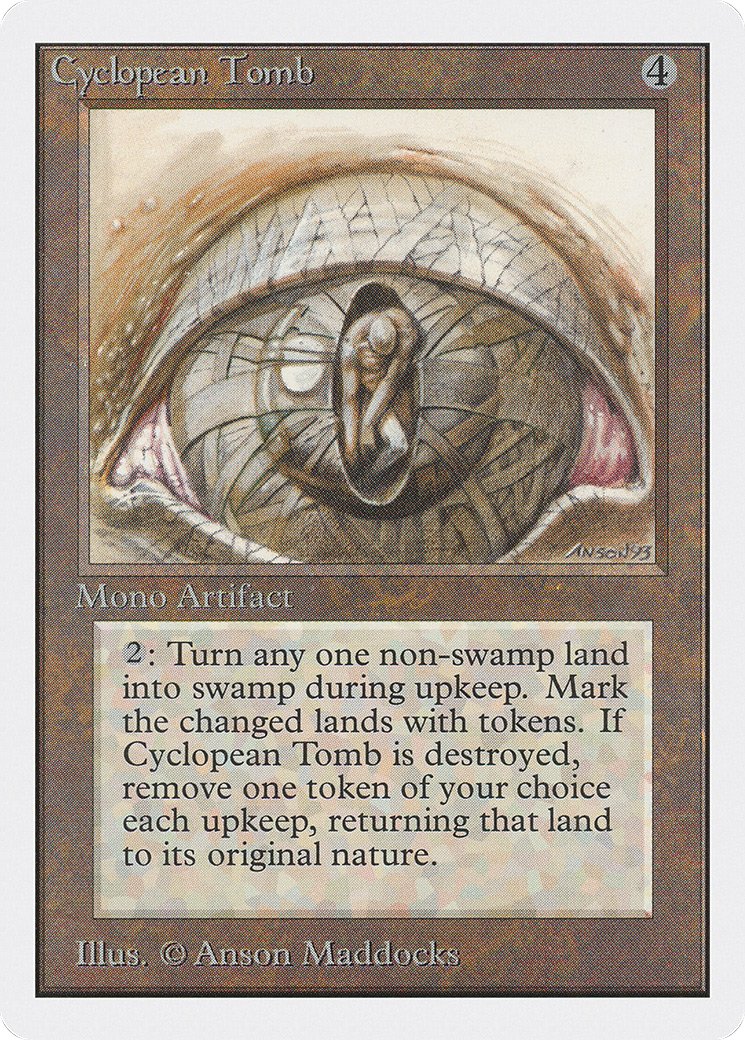 Cyclopean Tomb 4
ANSON93
Mono Artifact
2: Turn any one non-swamp land
into swamp during upkeep. Mark
the changed lands with tokens. If
Cyclopean Tomb is destroyed,
remove one token of your choice
each upkeep, returning that land
to its original nature.
Illus. © Anson Maddocks